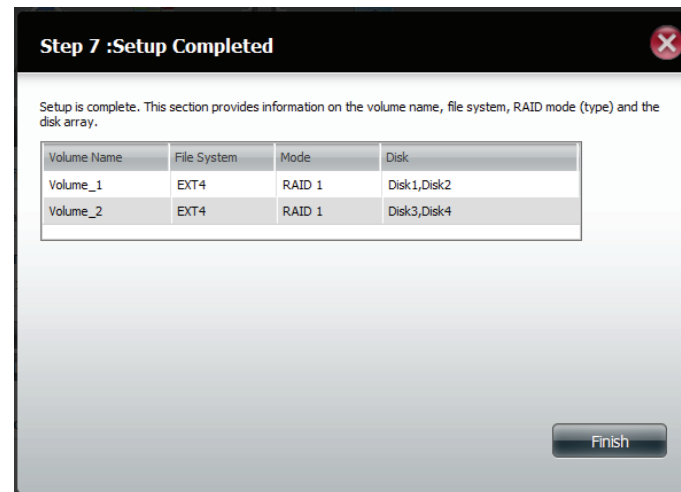 Step 7 :Setup Completed
Setup is complete. This section provides information on the volume name, file system, RAID mode (type) and the
disk array.
Volume Name File System Mode Disk
Volume_1 EXT4 RAID 1 Disk1,Disk2
Volume_2 EXT4 RAID 1 Disk3,Disk4
Finish